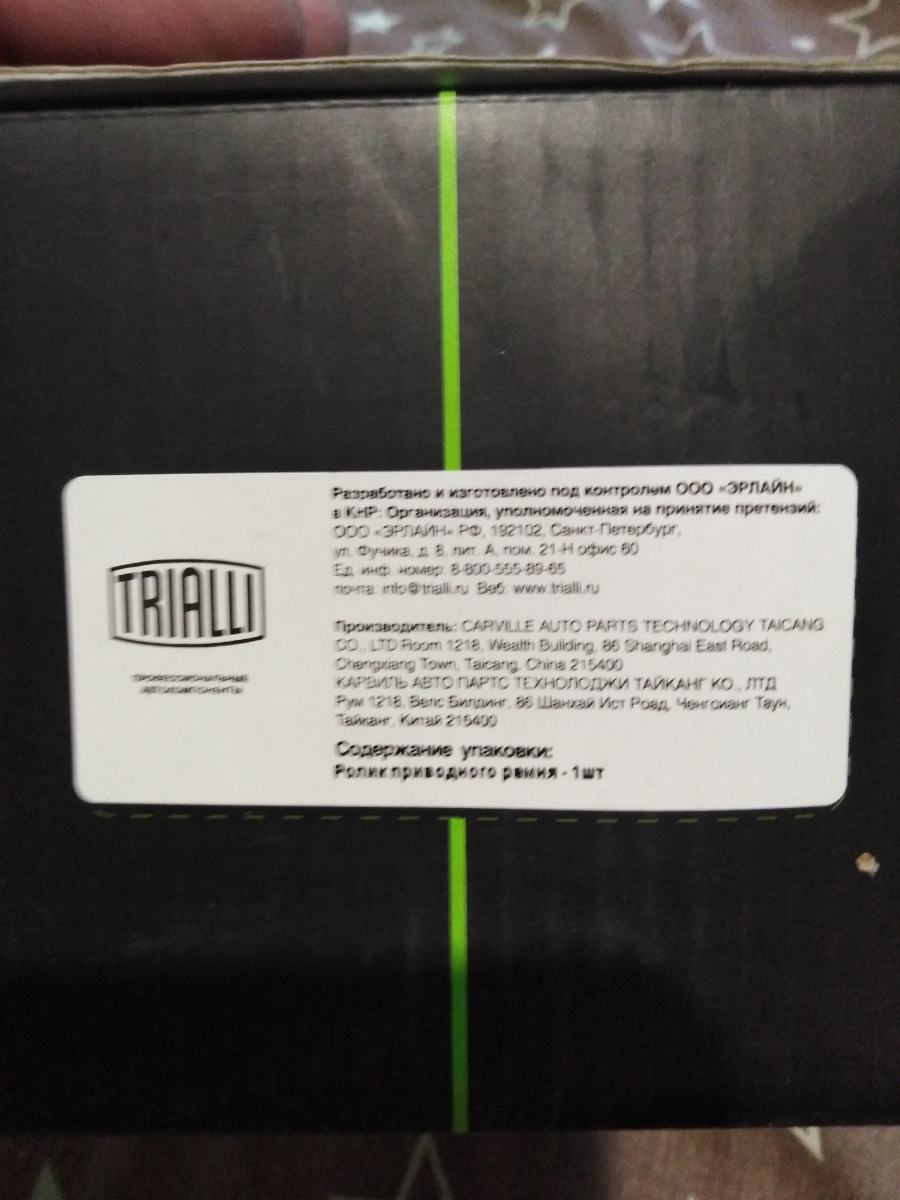 TRIALLI
ПРОФЕССИОНАЛЬНЫЕ
АВТОКОМПОНЕНТЫ
Разработано и изготовлено под контролем ООО «ЭРЛАЙН»
в КНР: Организация, уполномоченная на принятие претензий:
ООО «ЭРЛАЙН» РФ, 192102, Санкт-Петербург,
ул. Фучика, д. 8, лит. А, пом. 21-Н офис 60
Ед. инф. номер: 8-800-555-89-65
почта: info@trialli.ru Веб: www.trialli.ru
Производитель: CARVILLE AUTO PARTS TECHNOLOGY TAICANG
CO., LTD Room 1218, Wealth Building, 86 Shanghai East Road,
Chengxiang Town, Taicang, China 215400
КАРВИЛЬ АВТО ПАРТС ТЕХНОЛОДЖИ ТАЙКАНГ КО., ЛТД
Рум 1218, Велс Билдинг, 86 Шанхай Ист Роад, Ченгсианг Таун,
Тайканг, Китай 215400
Содержание упаковки:
Ролик приводного ремня - 1шт